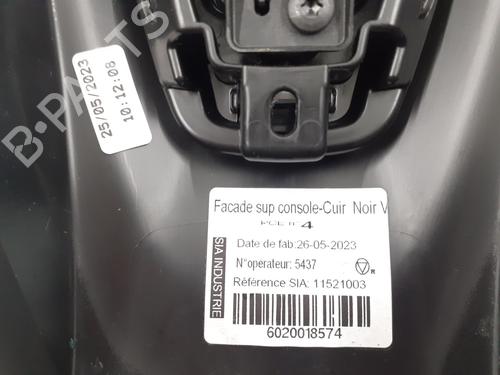 B-PARTS
25/05/2023
10:12:08
Facade sup console-Cuir Noir V
4
Date de fab:26-05-2023
N°operateur: 5437
R
Référence SIA: 11521003
SIA INDUSTRIE
6020018574